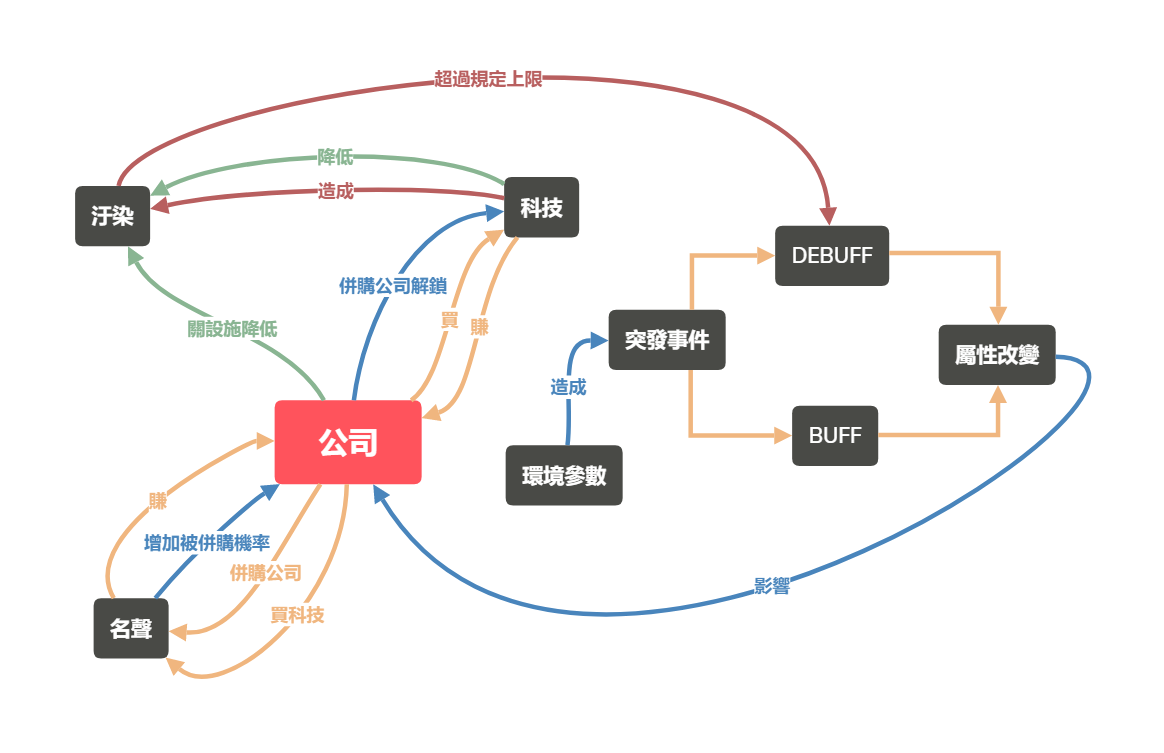 超過規定上限
降低
造成
汙染
科技
DEBUFF
併購公司解鎖
買
賺
關設施降低
突發事件
屬性改變
造成
公司
BUFF
環境參數
賺
增加被併購機率
併購公司
影響
買科技
名聲